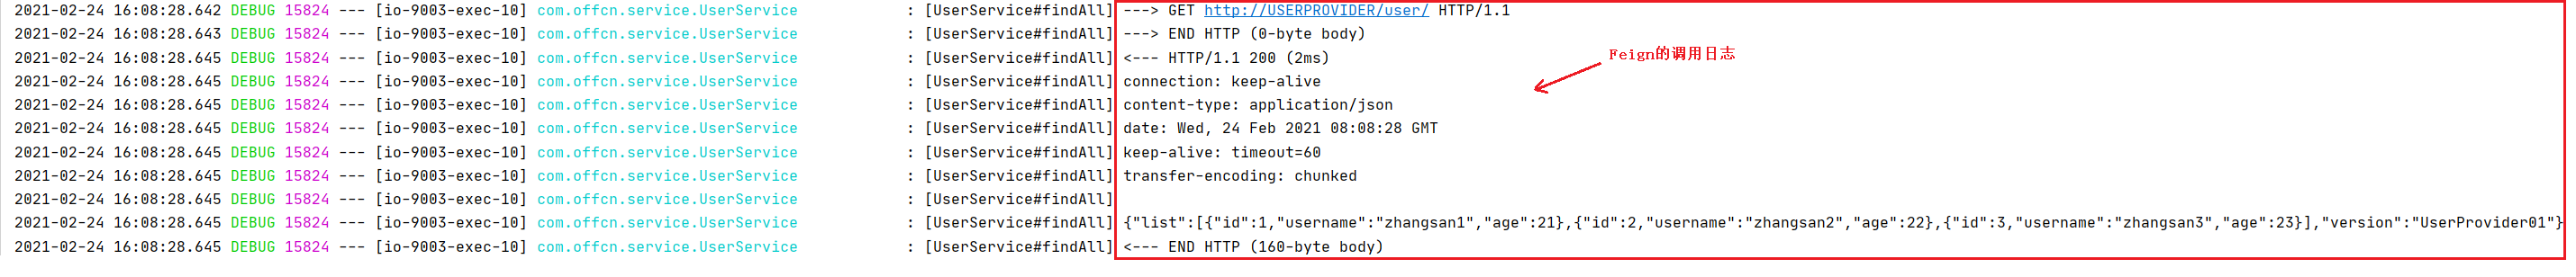 2021-02-24 16:08:28.642 DEBUG 15824 --- [io-9003-exec-10] com.offcn.service.UserService            : [UserService#findAll] ---> GET http://USERPROVIDER/user/ HTTP/1.1
2021-02-24 16:08:28.643 DEBUG 15824 --- [io-9003-exec-10] com.offcn.service.UserService            : [UserService#findAll] ---> END HTTP (0-byte body)
2021-02-24 16:08:28.645 DEBUG 15824 --- [io-9003-exec-10] com.offcn.service.UserService            : [UserService#findAll] <--- HTTP/1.1 200 (2ms)
Feign的调用日志
2021-02-24 16:08:28.645 DEBUG 15824 --- [io-9003-exec-10] com.offcn.service.UserService            : [UserService#findAll] connection: keep-alive
2021-02-24 16:08:28.645 DEBUG 15824 --- [io-9003-exec-10] com.offcn.service.UserService            : [UserService#findAll] content-type: application/json
2021-02-24 16:08:28.645 DEBUG 15824 --- [io-9003-exec-10] com.offcn.service.UserService            : [UserService#findAll] date: Wed, 24 Feb 2021 08:08:28 GMT
2021-02-24 16:08:28.645 DEBUG 15824 --- [io-9003-exec-10] com.offcn.service.UserService            : [UserService#findAll] keep-alive: timeout=60
2021-02-24 16:08:28.645 DEBUG 15824 --- [io-9003-exec-10] com.offcn.service.UserService            : [UserService#findAll] transfer-encoding: chunked
2021-02-24 16:08:28.645 DEBUG 15824 --- [io-9003-exec-10] com.offcn.service.UserService            : [UserService#findAll]
2021-02-24 16:08:28.645 DEBUG 15824 --- [io-9003-exec-10] com.offcn.service.UserService            : [UserService#findAll] {"list":[{"id":1,"username":"zhangsan1","age":21},{"id":2,"username":"zhangsan2","age":22},{"id":3,"username":"zhangsan3","age":23}],"version":"UserProvider01"}
2021-02-24 16:08:28.645 DEBUG 15824 --- [io-9003-exec-10] com.offcn.service.UserService            : [UserService#findAll] <--- END HTTP (160-byte body)